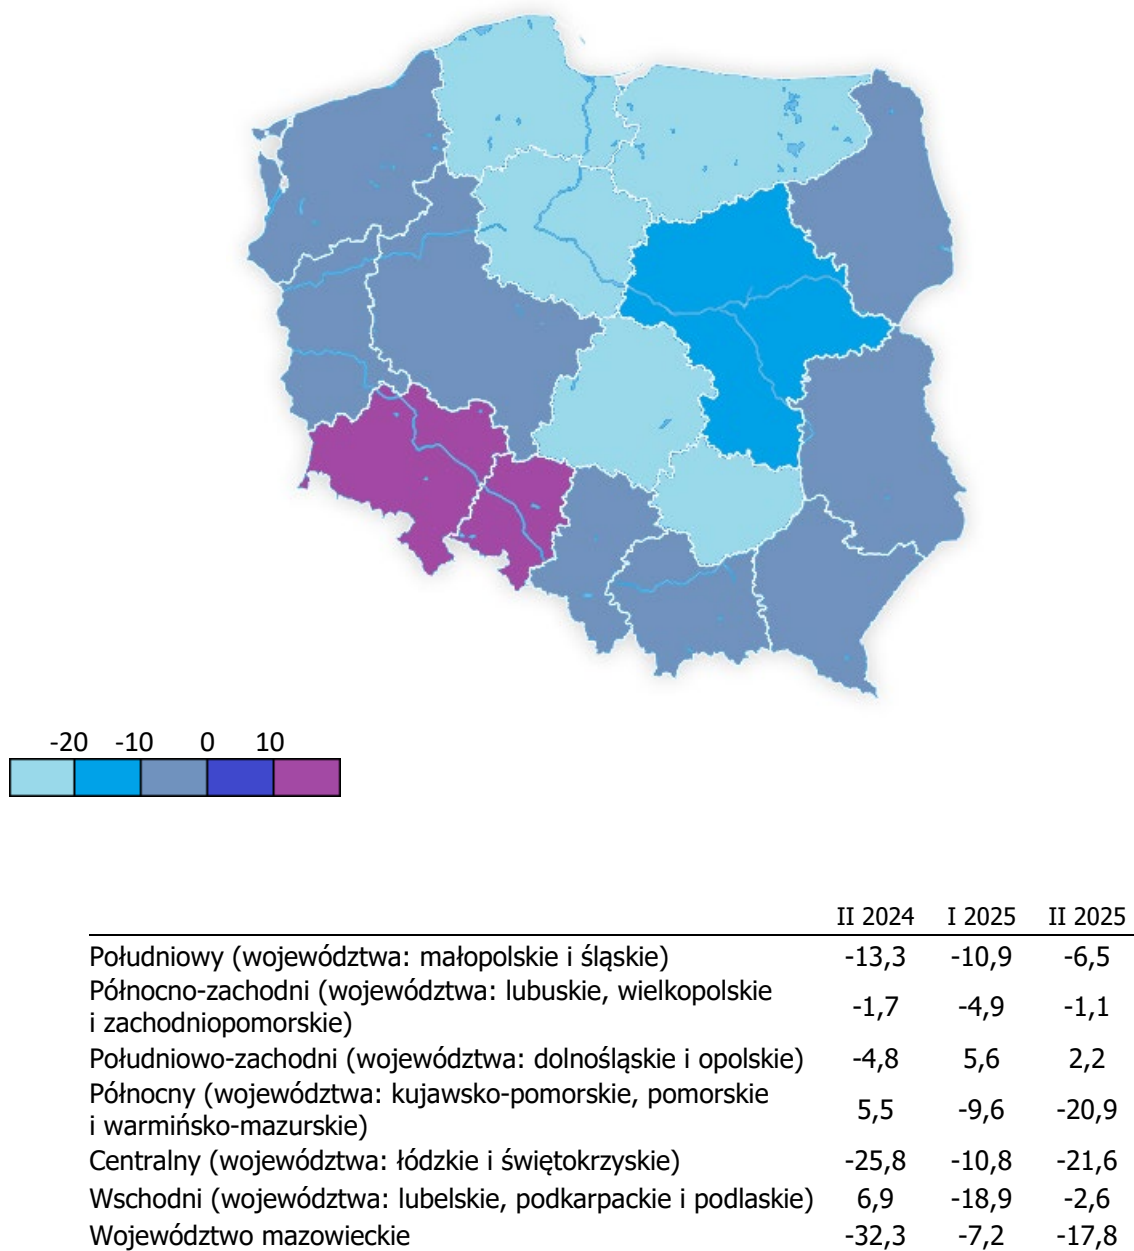 -20 -10 0 10
II 2024 I 2025 II 2025
Południowy (województwa: małopolskie i śląskie) -13,3 -10,9 -6,5
Północno-zachodni (województwa: lubuskie, wielkopolskie
i zachodniopomorskie) -1,7 -4,9 -1,1
Południowo-zachodni (województwa: dolnośląskie i opolskie) -4,8 5,6 2,2
Północny (województwa: kujawsko-pomorskie, pomorskie
i warmińsko-mazurskie) 5,5 -9,6 -20,9
Centralny (województwa: łódzkie i świętokrzyskie) -25,8 -10,8 -21,6
Wschodni (województwa: lubelskie, podkarpackie i podlaskie) 6,9 -18,9 -2,6
Województwo mazowieckie -32,3 -7,2 -17,8